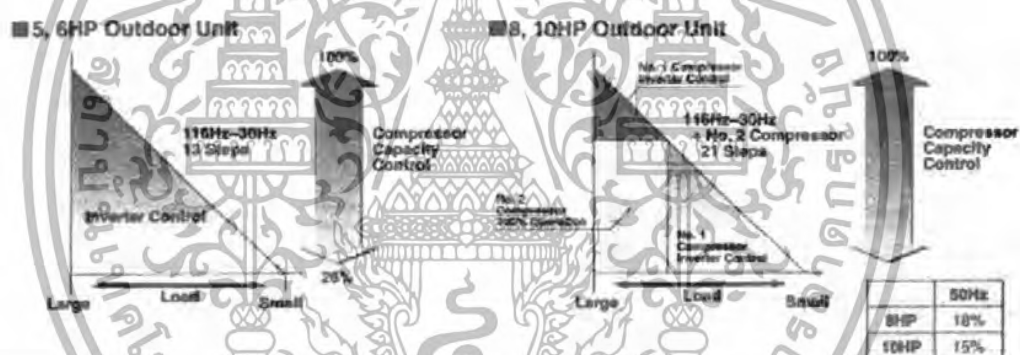 5, 6HP Outdoor Unit
100%
116Hz–30Hz
13 Steps
Compressor
Capacity
Control
Inverter Control
26%
Large
Load
Small
8, 10HP Outdoor Unit
No. 1 Compressor
Inverter Control
100%
116Hz–30Hz
+ No. 2 Compressor
21 Steps
Compressor
Capacity
Control
No. 2
Compressor
100% Operation
No. 1
Compressor
Inverter Control
Large
Load
Small
50Hz
8HP 18%
10HP 15%